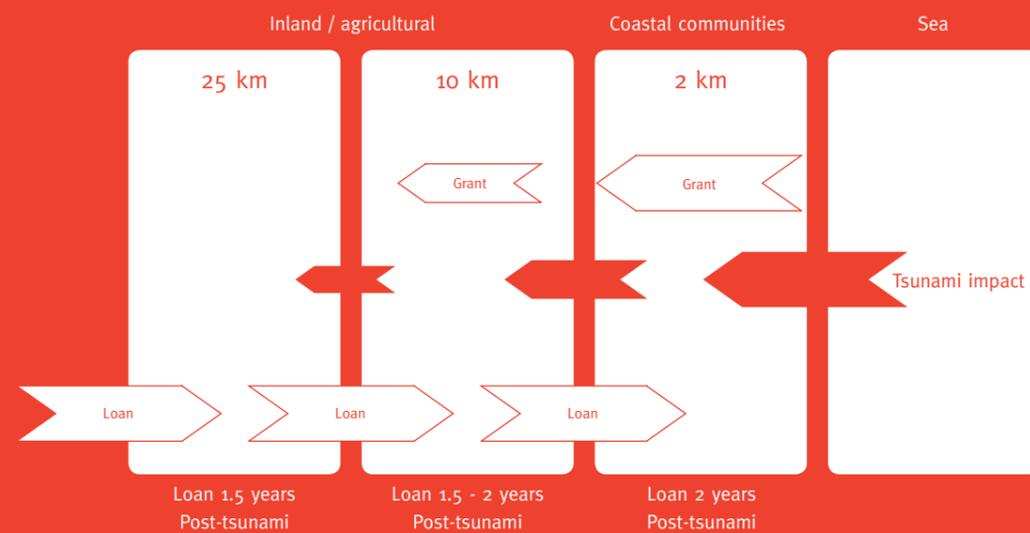 Inland / agricultural
Coastal communities
Sea
25 km
10 km
2 km
Grant
Grant
Tsunami impact
Loan
Loan
Loan
Loan 1.5 years
Post-tsunami
Loan 1.5 - 2 years
Post-tsunami
Loan 2 years
Post-tsunami